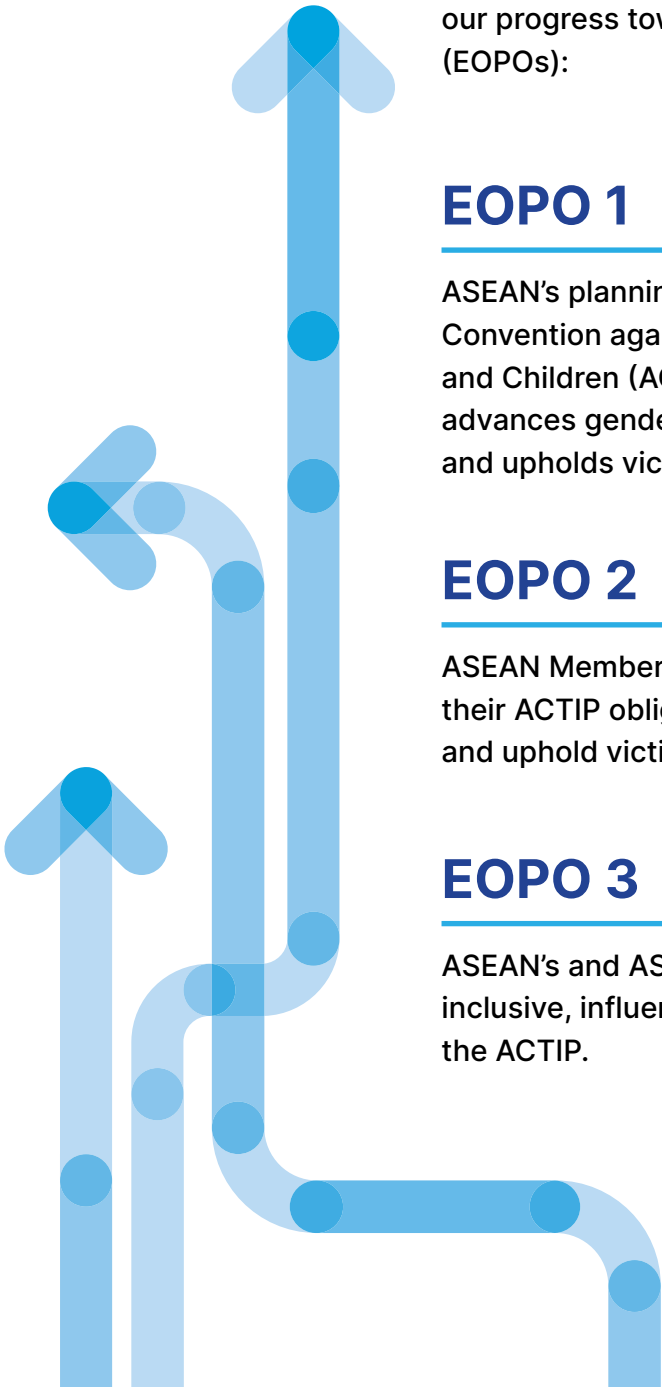 our progress tov
(EOPOs):
EOPO 1
ASEAN's plannin
Convention aga
and Children (AC
advances gende
and upholds vic
EOPO 2
ASEAN Member
their ACTIP oblig
and uphold victi
EOPO 3
ASEAN's and AS
inclusive, influen
the ACTIP.